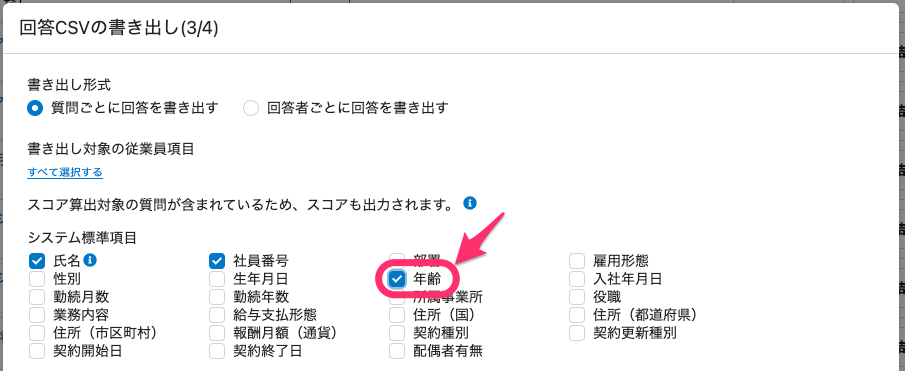 回答CSVの書き出し(3/4)
書き出し形式
質問ごとに回答を書き出す 回答者ごとに回答を書き出す
書き出し対象の従業員項目
すべて選択する
スコア算出対象の質問が含まれているため、スコアも出力されます。
システム標準項目
氏名 社員番号 部署 雇用形態
性別 生年月日 年齢 入社年月日
勤続月数 勤続年数 所属事業所 役職
業務内容 給与支払形態 住所（国） 住所（都道府県）
住所（市区町村） 報酬月額（通貨） 契約種別 契約更新種別
契約開始日 契約終了日 配偶者有無